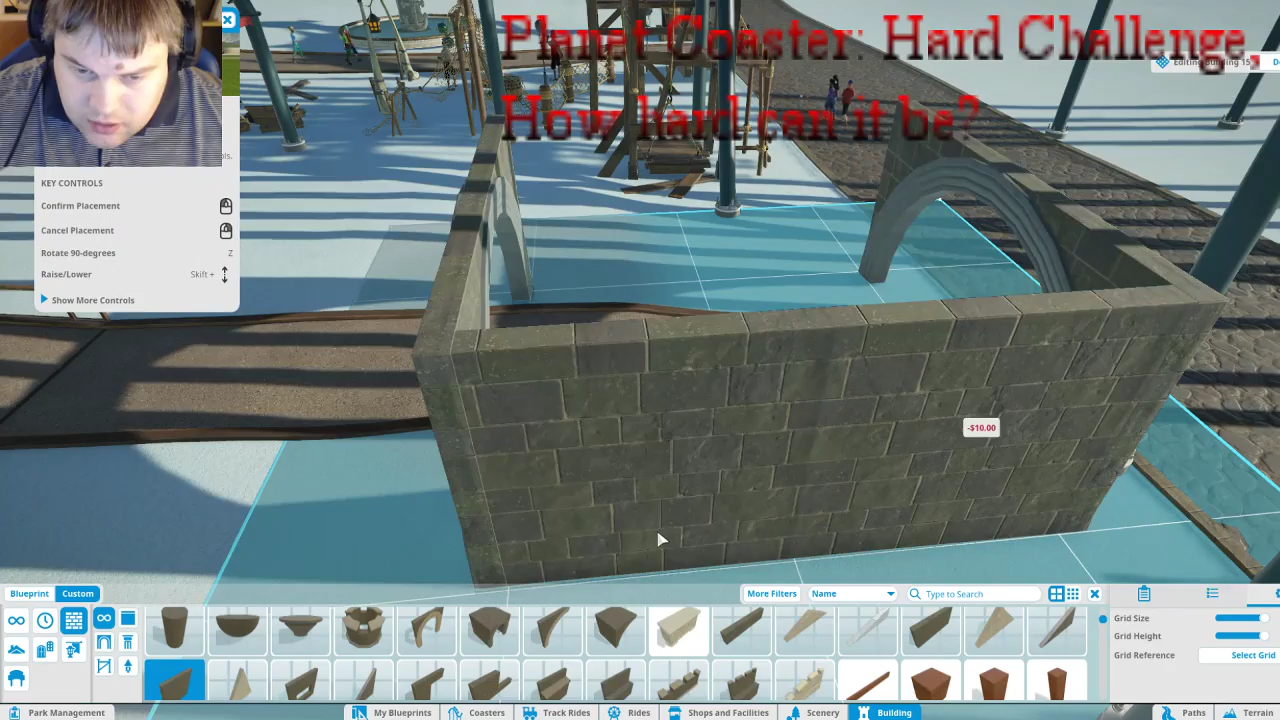 Planet Coaster: Hard Challenge
How hard can it be?
Editing Building 15
KEY CONTROLS
Confirm Placement
Cancel Placement
Rotate 90-degrees Z
Raise/Lower Skift +
Show More Controls
-$10.00
Blueprint Custom
More Filters Name Type to Search
Grid Size
Grid Height
Grid Reference Select Grid
Park Management My Blueprints Coasters Track Rides Rides Shops and Facilities Scenery Building Paths Terrain